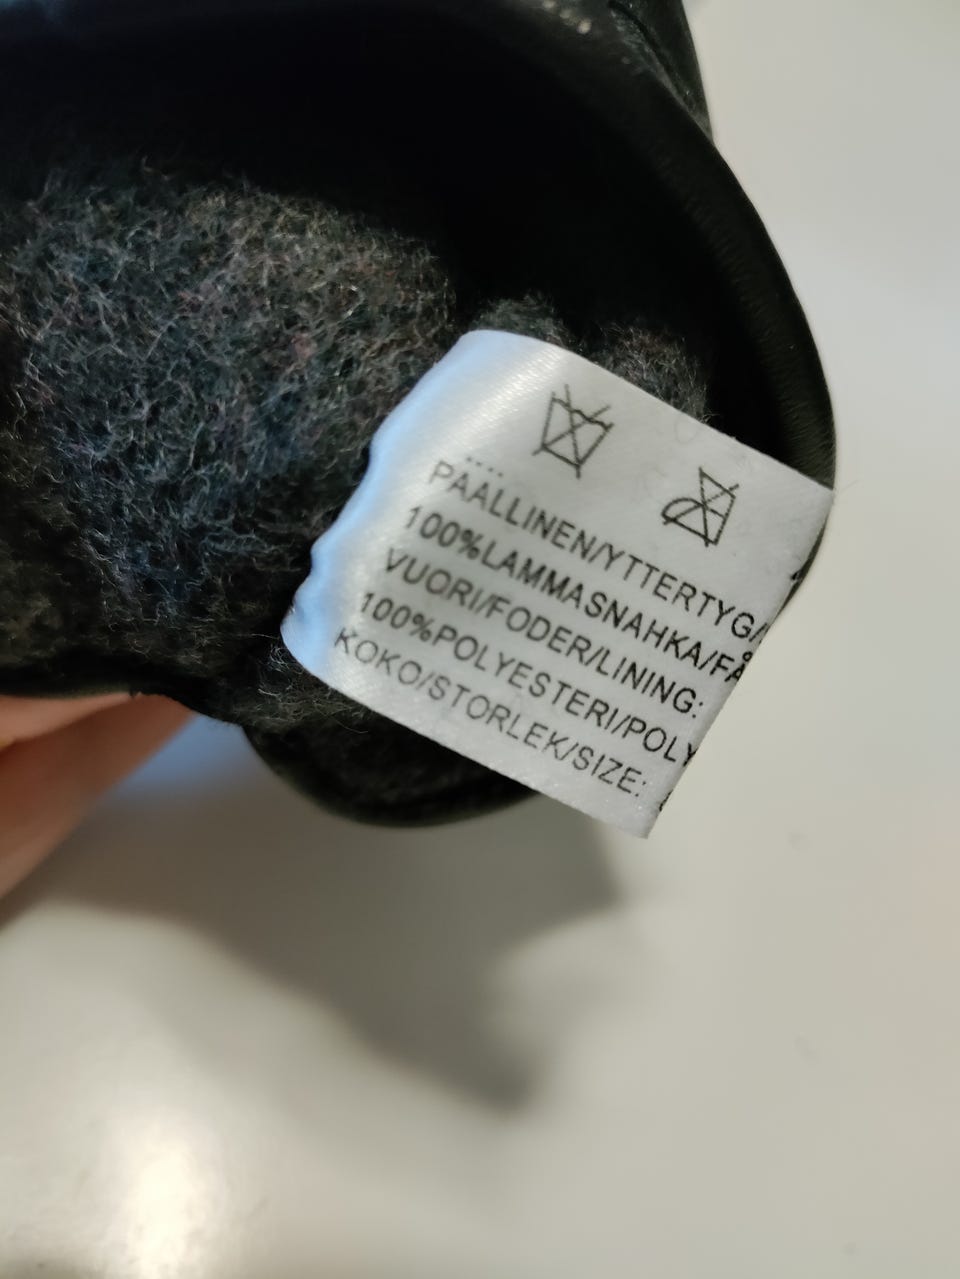 PÄÄLLINEN/YTTERTYG/
100%LAMMASNAHKA/FÅ
VUORI/FODER/LINING:
100%POLYESTERI/POLY
KOKO/STORLEK/SIZE: